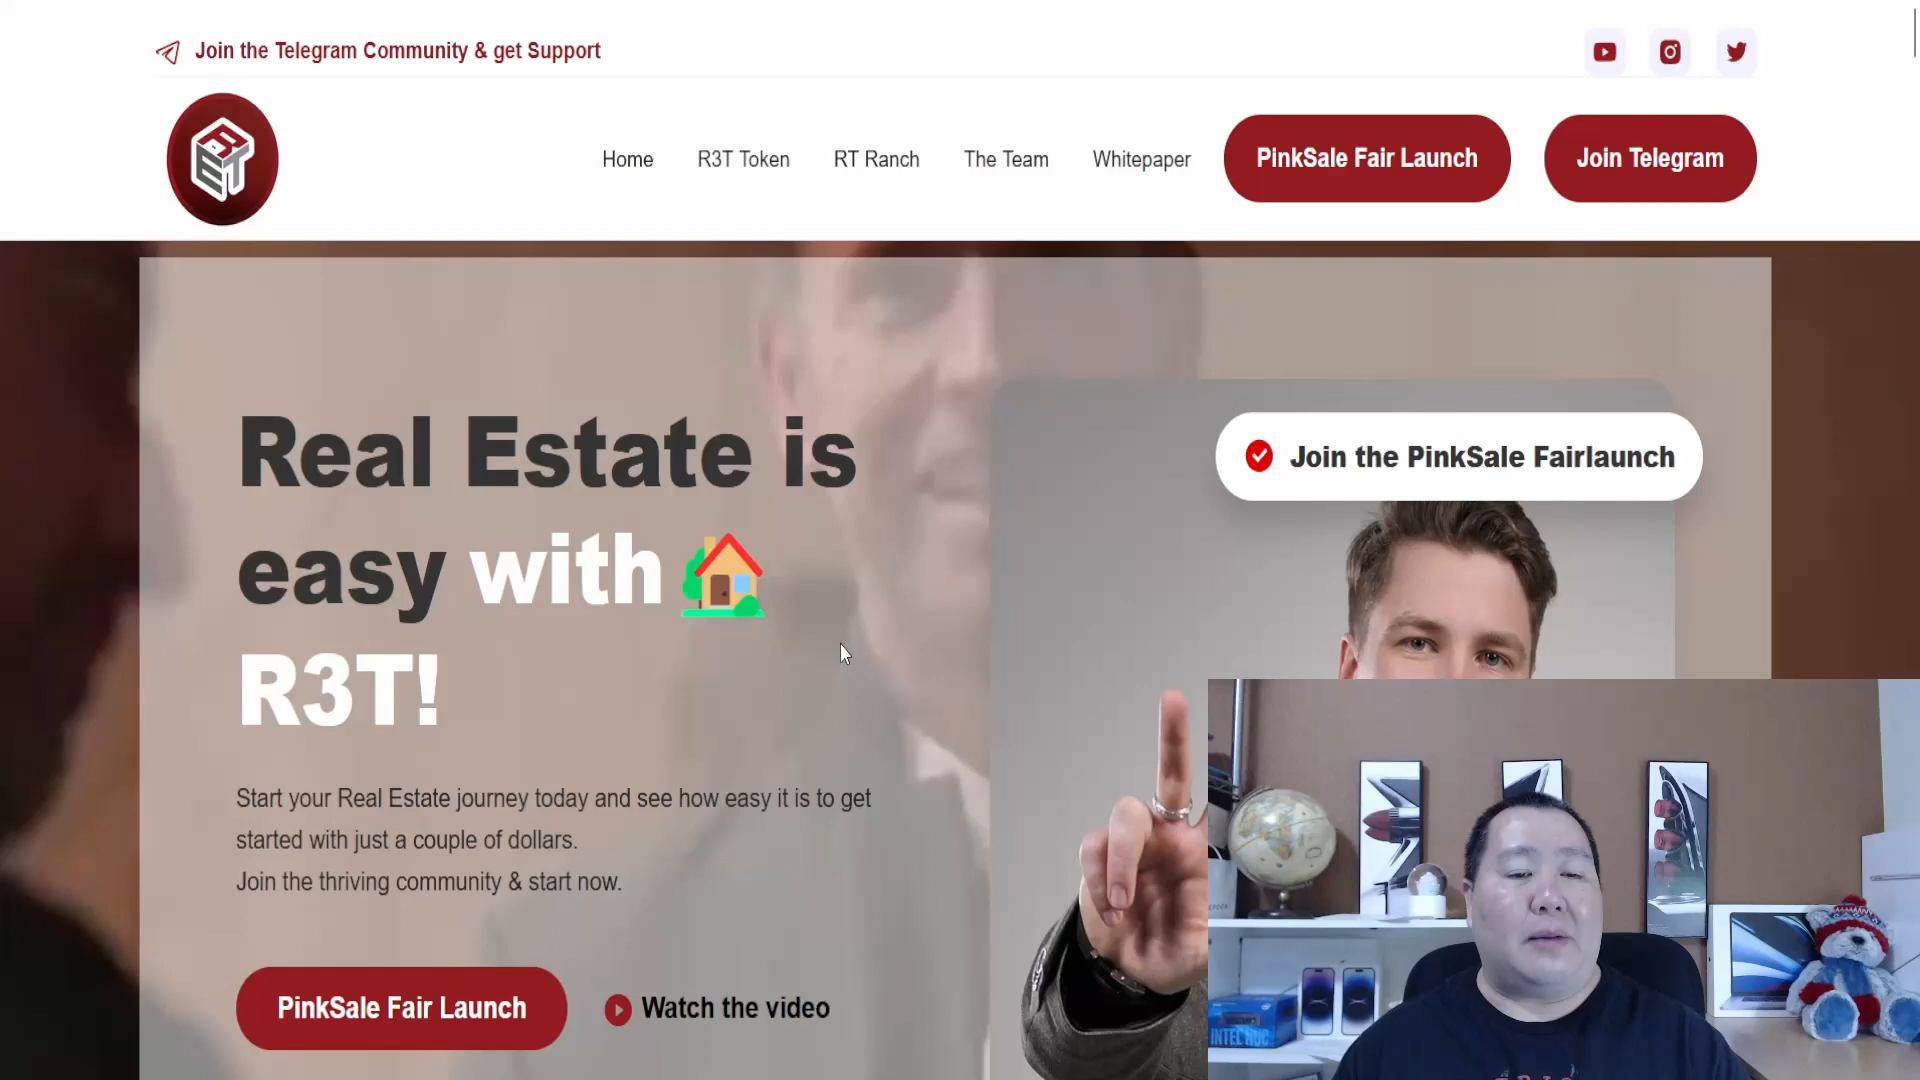 Join the Telegram Community & get Support
Home
R3T Token
RT Ranch
The Team
Whitepaper
PinkSale Fair Launch
Join Telegram
Real Estate is
easy with
R3T!
Join the PinkSale Fairlaunch
Start your Real Estate journey today and see how easy it is to get
started with just a couple of dollars.
Join the thriving community & start now.
PinkSale Fair Launch
Watch the video
INTEL NUC